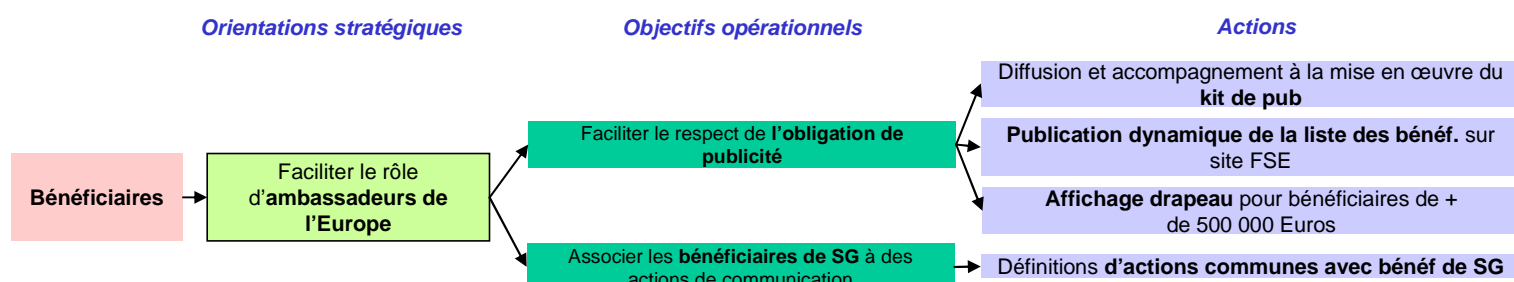 Orientations stratégiques
Objectifs opérationnels
Actions
Bénéficiaires
Faciliter le rôle
d’ambassadeurs de
l’Europe
Faciliter le respect de l’obligation de
publicité
Associer les bénéficiaires de SG à des
actions de communication
Diffusion et accompagnement à la mise en œuvre du
kit de pub
Publication dynamique de la liste des bénéf. sur
site FSE
Affichage drapeau pour bénéficiaires de +
de 500 000 Euros
Définitions d’actions communes avec bénéf de SG